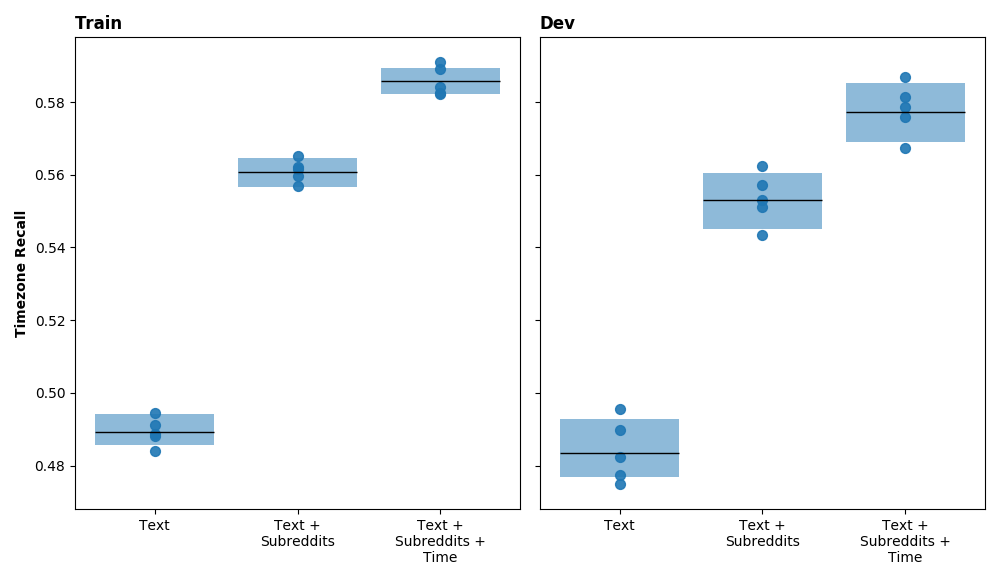 Train
Dev
Timezone Recall
0.58
0.56
0.54
0.52
0.50
0.48
Text
Text +
Subreddits
Text +
Subreddits +
Time
Text
Text +
Subreddits
Text +
Subreddits +
Time